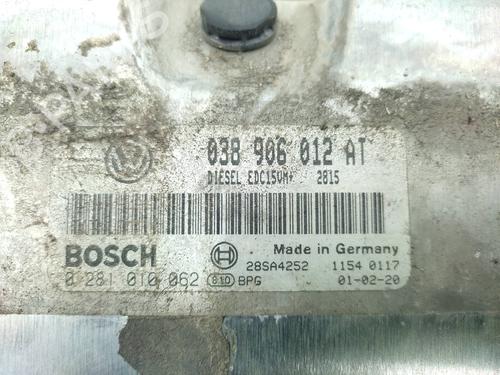 038 906 012 AT
DIESEL EDC15VM+ 2815
BOSCH
Made in Germany
28SA4252 1154 0117
0 281 010 062 810 BPG 01-02-20